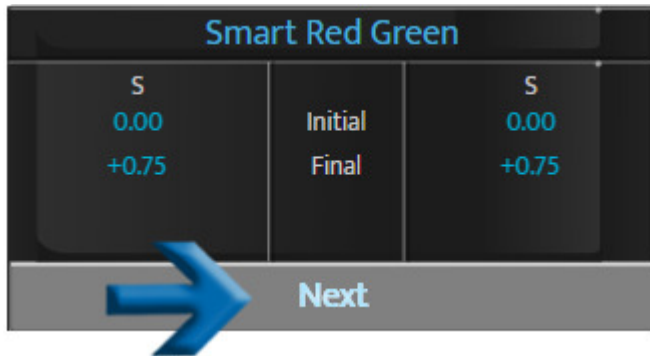 Smart Red Green
S S
0.00 Initial 0.00
+0.75 Final +0.75
Next